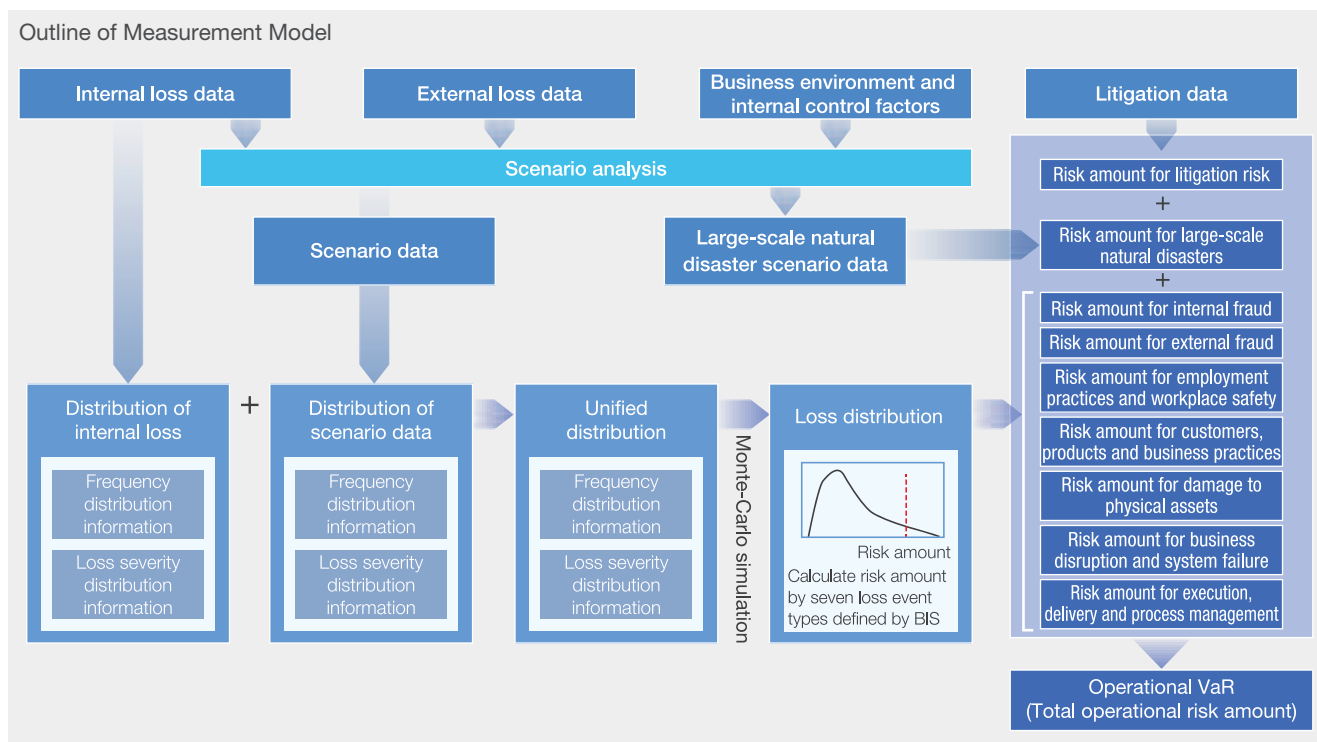 Outline of Measurement Model
Internal loss data
External loss data
Business environment and
internal control factors
Litigation data
Scenario analysis
Risk amount for litigation risk
+
Scenario data
Large-scale natural
disaster scenario data
Risk amount for large-scale
natural disasters
+
Risk amount for internal fraud
Risk amount for external fraud
Risk amount for employment
practices and workplace safety
Risk amount for customers,
products and business practices
Risk amount for damage to
physical assets
Risk amount for business
disruption and system failure
Risk amount for execution,
delivery and process management
Distribution of
internal loss
Frequency
distribution
information
Loss severity
distribution
information
+
Distribution of
scenario data
Frequency
distribution
information
Loss severity
distribution
information
Unified
distribution
Frequency
distribution
information
Loss severity
distribution
information
Monte-Carlo simulation
Loss distribution
Risk amount
Calculate risk amount
by seven loss event
types defined by BIS
Operational VaR
(Total operational risk amount)